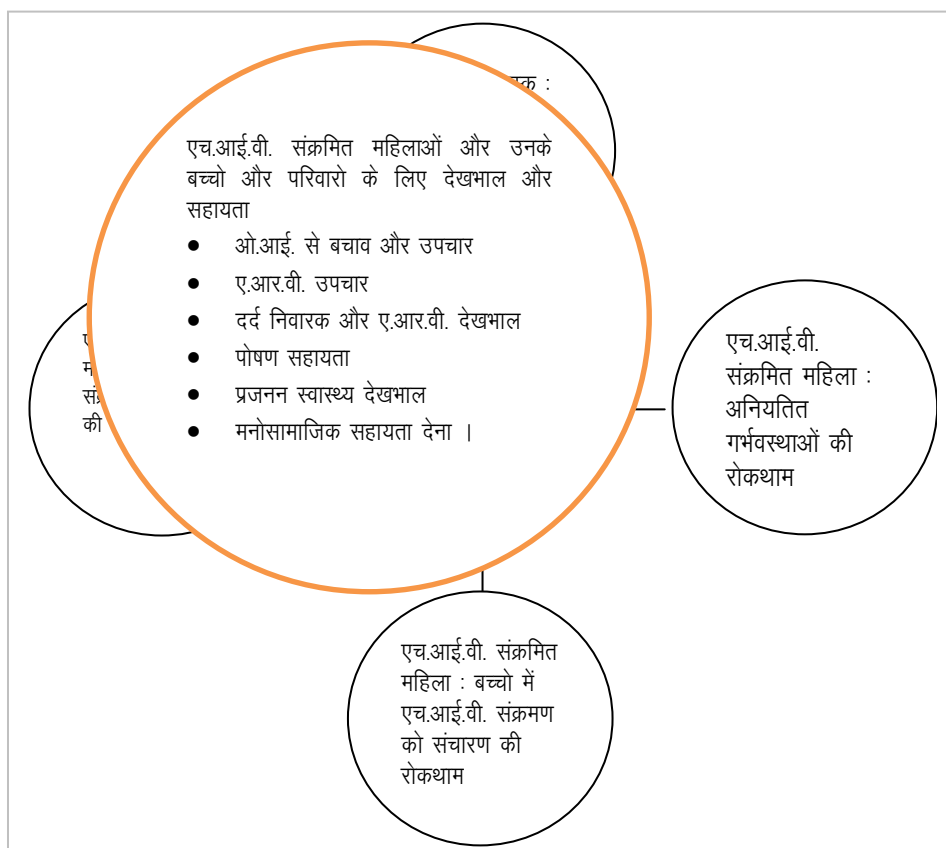 एच.आई.वी. संक्रमित महिलाओं और उनके
बच्चो और परिवारो के लिए देखभाल और
सहायता
● ओ.आई. से बचाव और उपचार
● ए.आर.वी. उपचार
● दर्द निवारक और ए.आर.वी. देखभाल
● पोषण सहायता
● प्रजनन स्वास्थ्य देखभाल
● मनोसामाजिक सहायता देना ।
की
एच.आई.वी.
संक्रमित महिला :
अनियतित
गर्भवस्थाओं की
रोकथाम
एच.आई.वी. संक्रमित
महिला : बच्चो में
एच.आई.वी. संक्रमण
को संचारण की
रोकथाम